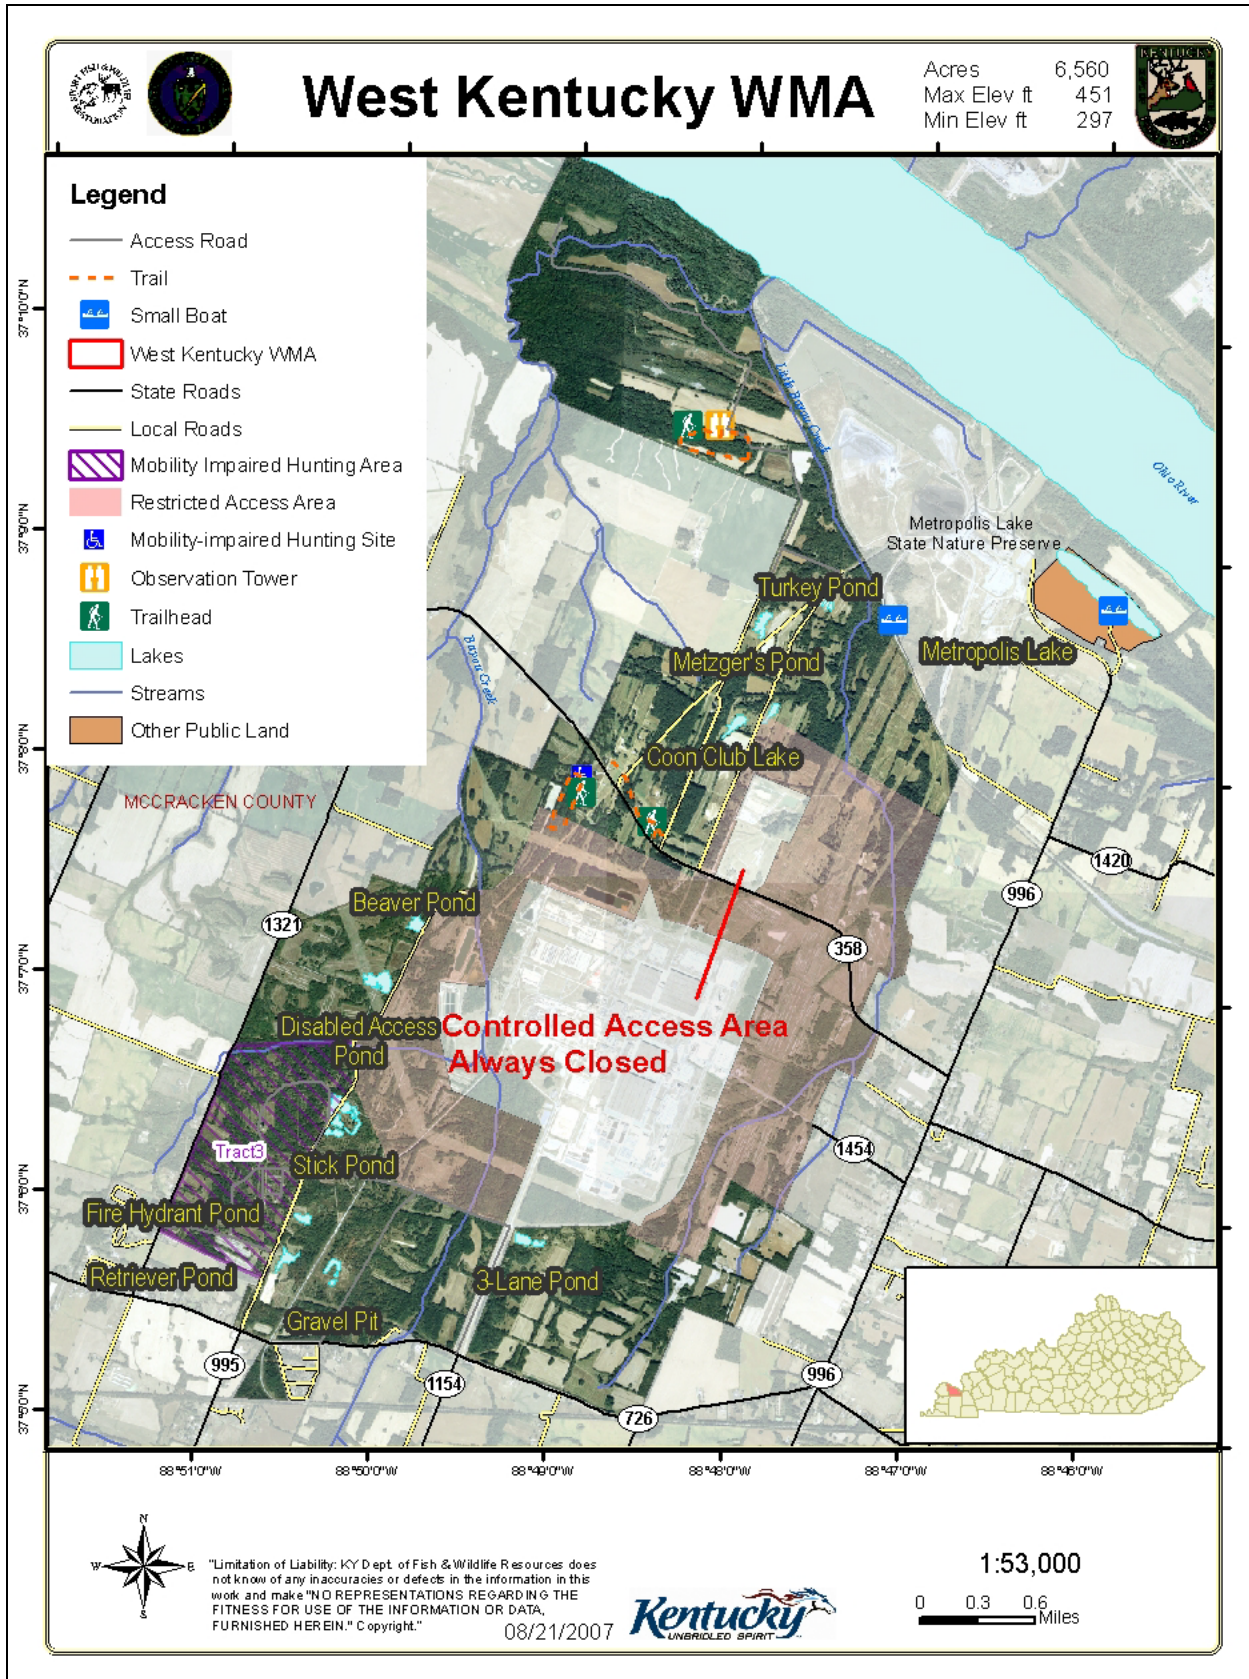 West Kentucky WMA
Acres 6,560
Max Elev ft 451
Min Elev ft 297
KENTUCKY
SPORT FISH & WILDLIFE
RESTORATION
Legend
Access Road
Trail
Small Boat
West Kentucky WMA
State Roads
Local Roads
Mobility Impaired Hunting Area
Restricted Access Area
Mobility-impaired Hunting Site
Observation Tower
Trailhead
Lakes
Streams
Other Public Land
37°10'0"N
37°9'0"N
37°8'0"N
37°7'0"N
37°6'0"N
37°5'0"N
Little Bayou Creek
Ohio River
Metropolis Lake
State Nature Preserve
Turkey Pond
Metropolis Lake
Metzger's Pond
Bayou Creek
Coon Club Lake
MCCRACKEN COUNTY
1420
996
Beaver Pond
1321
358
Disabled Access
Pond
Controlled Access Area
Always Closed
Tract3
1454
Stick Pond
Fire Hydrant Pond
Retriever Pond
3-Lane Pond
Gravel Pit
995
1154
996
726
88°51'0"W
88°50'0"W
88°49'0"W
88°48'0"W
88°47'0"W
88°46'0"W
N
W
E
S
"Limitation of Liability: KY Dept. of Fish & Wildlife Resources does
not know of any inaccuracies or defects in the information in this
work and make "NO REPRESENTATIONS REGARDING THE
FITNESS FOR USE OF THE INFORMATION OR DATA,
FURNISHED HEREIN." Copyright."
08/21/2007
Kentucky
UNBRIDLED SPIRIT
1:53,000
0 0.3 0.6
Miles